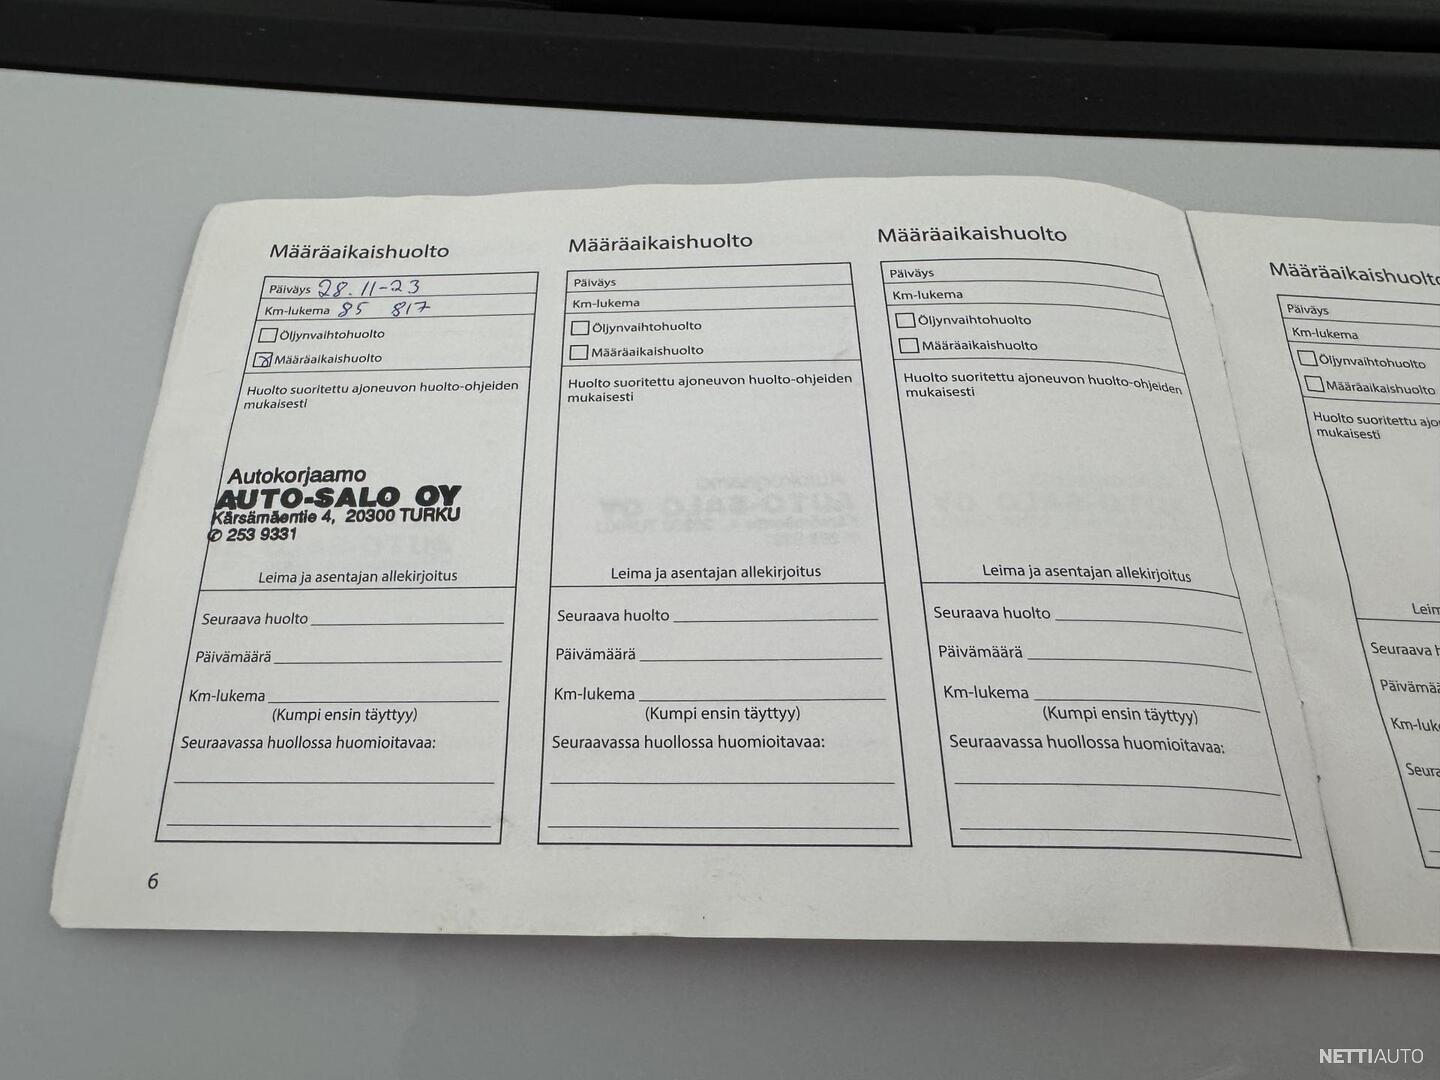 Määräaikaishuolto
Päiväys 28.11-23
Km-lukema 85 817
Öljynvaihtohuolto
Määräaikaishuolto
Huolto suoritettu ajoneuvon huolto-ohjeiden
mukaisesti
Autokorjaamo
AUTO-SALO OY
Kärsämäentie 4, 20300 TURKU
✆ 253 9331
Leima ja asentajan allekirjoitus
Seuraava huolto
Päivämäärä
Km-lukema
(Kumpi ensin täyttyy)
Seuraavassa huollossa huomioitavaa:
6
Määräaikaishuolto
Päiväys
Km-lukema
Öljynvaihtohuolto
Määräaikaishuolto
Huolto suoritettu ajoneuvon huolto-ohjeiden
mukaisesti
Leima ja asentajan allekirjoitus
Seuraava huolto
Päivämäärä
Km-lukema
(Kumpi ensin täyttyy)
Seuraavassa huollossa huomioitavaa:
Määräaikaishuolto
Päiväys
Km-lukema
Öljynvaihtohuolto
Määräaikaishuolto
Huolto suoritettu ajoneuvon huolto-ohjeiden
mukaisesti
Leima ja asentajan allekirjoitus
Seuraava huolto
Päivämäärä
Km-lukema
(Kumpi ensin täyttyy)
Seuraavassa huollossa huomioitavaa:
Määräaikaishuolto
Päiväys
Km-lukema
Öljynvaihtohuolto
Määräaikaishuolto
Huolto suoritettu
mukaisesti
Seuraava
NETTIAUTO